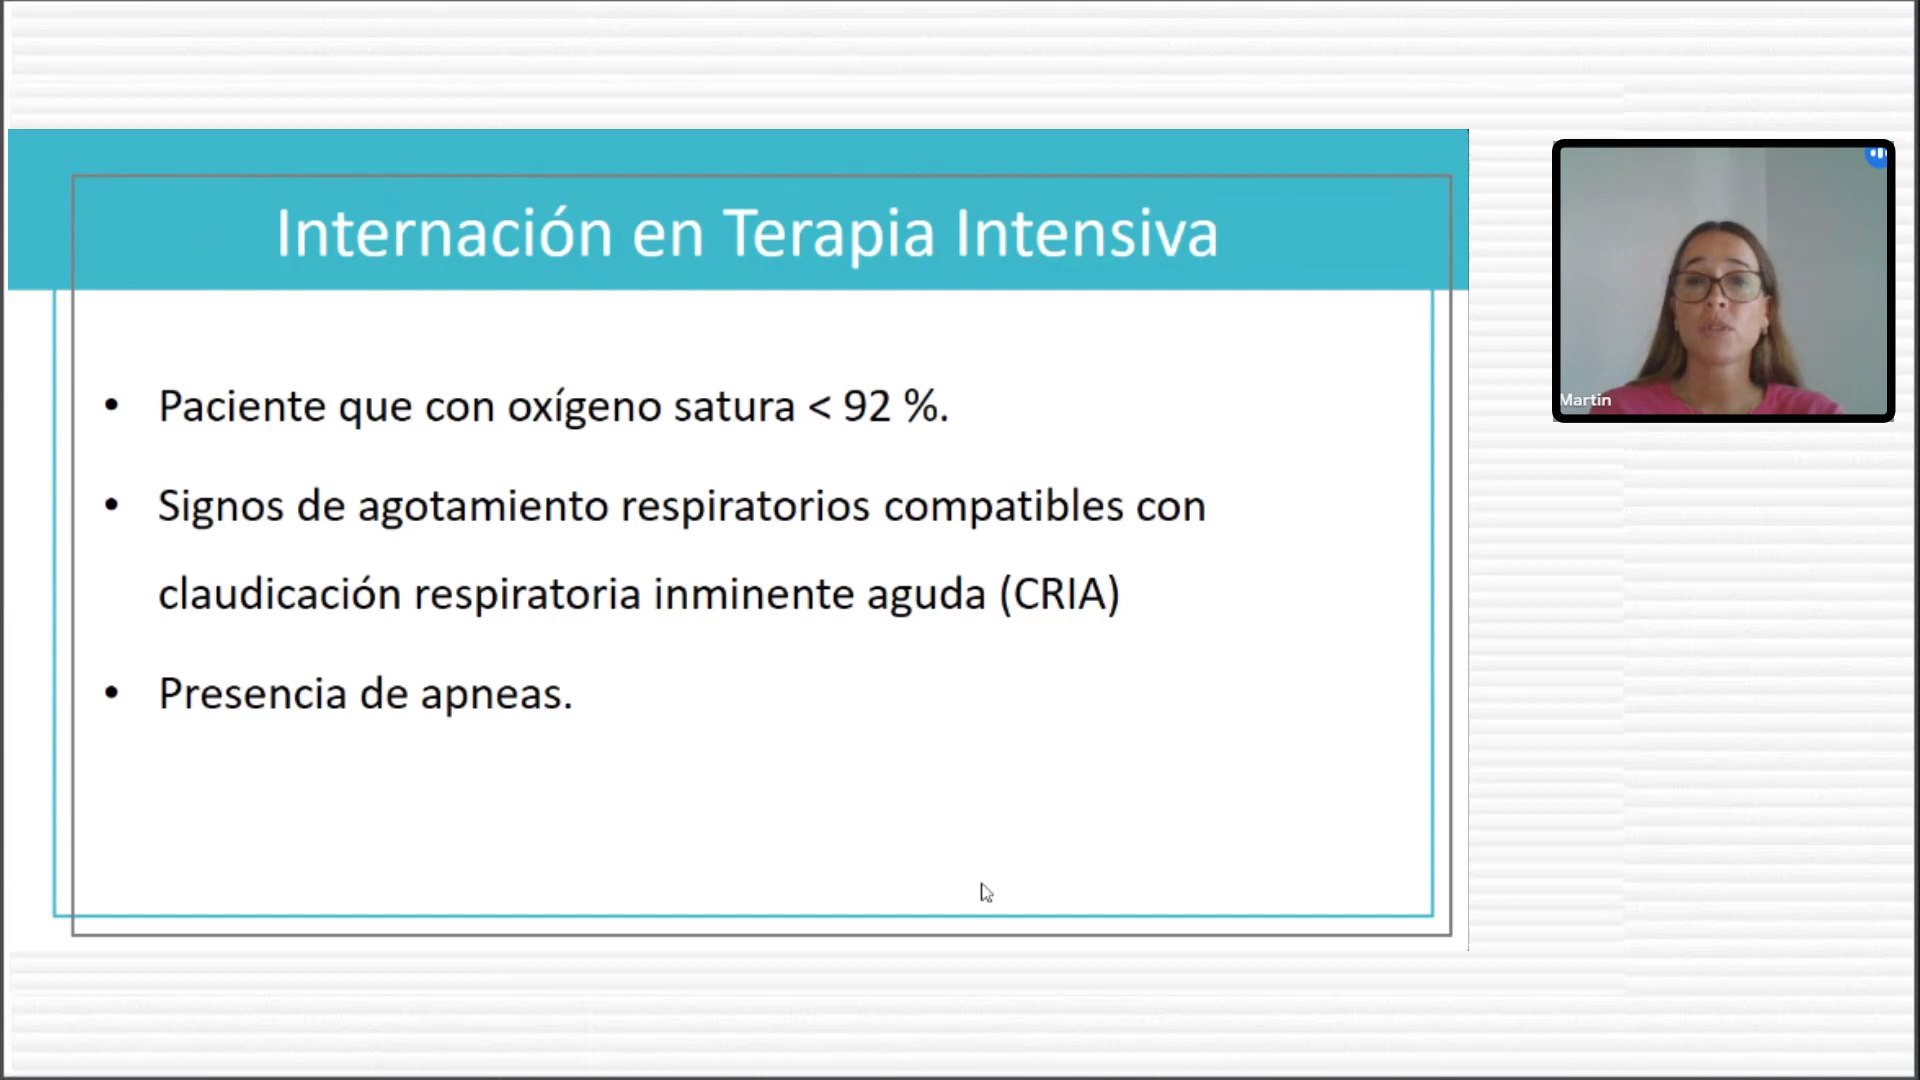 Internación en Terapia Intensiva
• Paciente que con oxígeno satura < 92 %.
• Signos de agotamiento respiratorios compatibles con
claudicación respiratoria inminente aguda (CRIA)
• Presencia de apneas.
Martin